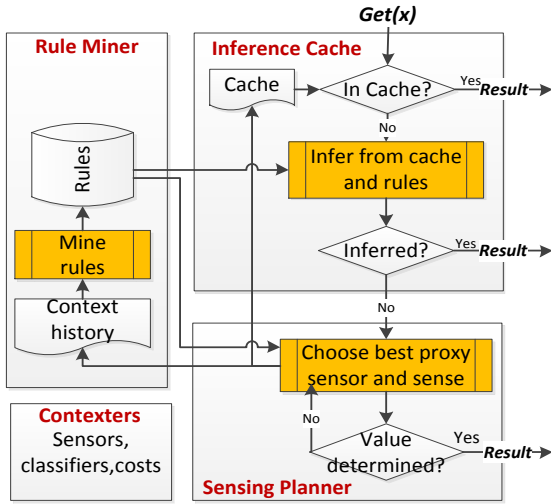 Get(x)
Rule Miner
Inference Cache
Cache
In Cache?
Yes
Result
No
Rules
Infer from cache
and rules
Mine
rules
Inferred?
Yes
Result
Context
history
No
Choose best proxy
sensor and sense
No
Contexters
Sensors,
classifiers,costs
Value
determined?
Yes
Result
Sensing Planner